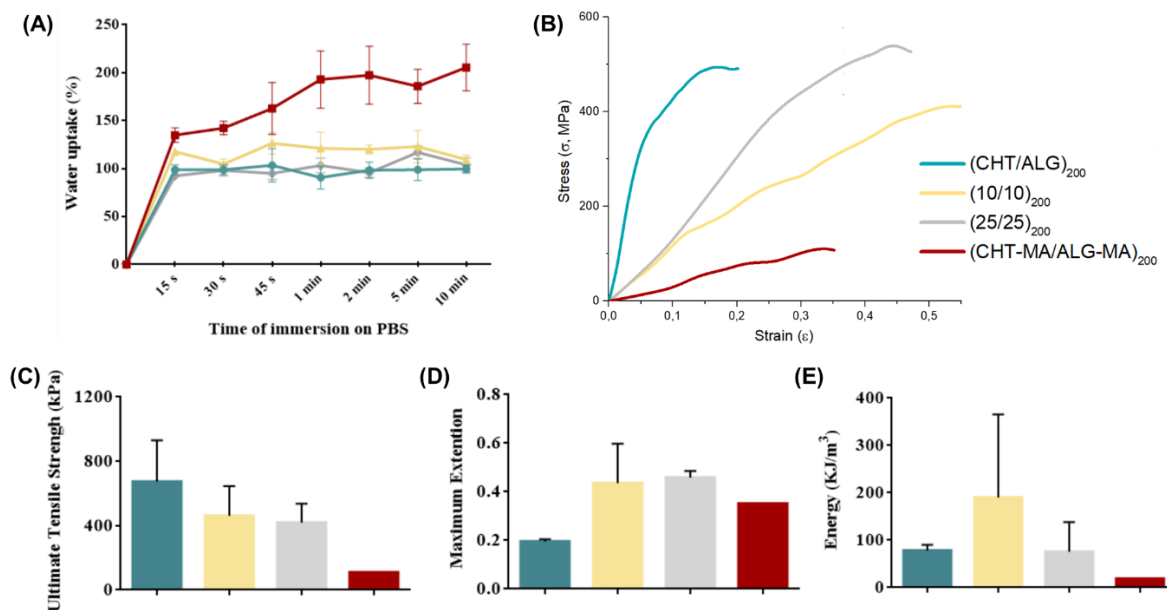 (A)
250
200
150
100
50
0
Water uptake (%)
15 s
30 s
45 s
1 min
2 min
5 min
10 min
Time of immersion on PBS
(B)
600
400
200
0
Stress (σ, MPa)
0,0
0,1
0,2
0,3
0,4
0,5
Strain (ε)
(CHT/ALG)200
(10/10)200
(25/25)200
(CHT-MA/ALG-MA)200
(C)
1200
800
400
0
Ultimate Tensile Strengh (kPa)
(D)
0.8
0.6
0.4
0.2
0.0
Maximum Extention
(E)
400
300
200
100
0
Energy (KJ/m³)